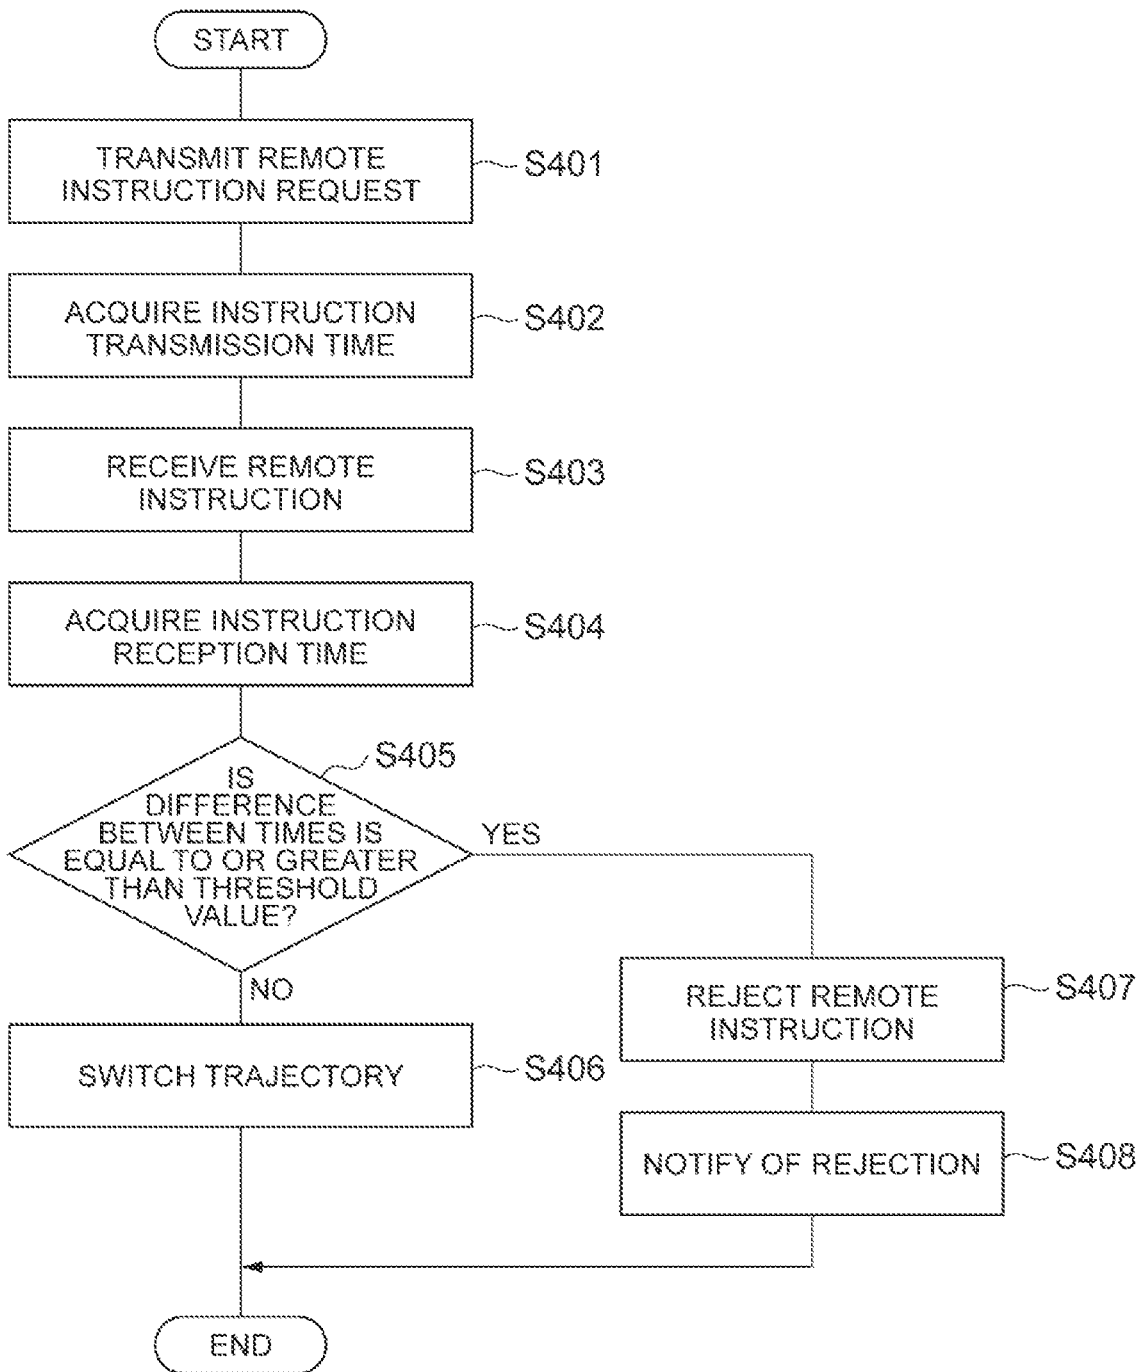 START
TRANSMIT REMOTE
INSTRUCTION REQUEST
S401
ACQUIRE INSTRUCTION
TRANSMISSION TIME
S402
RECEIVE REMOTE
INSTRUCTION
S403
ACQUIRE INSTRUCTION
RECEPTION TIME
S404
S405
IS
DIFFERENCE
BETWEEN TIMES IS
EQUAL TO OR GREATER
THAN THRESHOLD
VALUE?
YES
NO
SWITCH TRAJECTORY
S406
REJECT REMOTE
INSTRUCTION
S407
NOTIFY OF REJECTION
S408
END